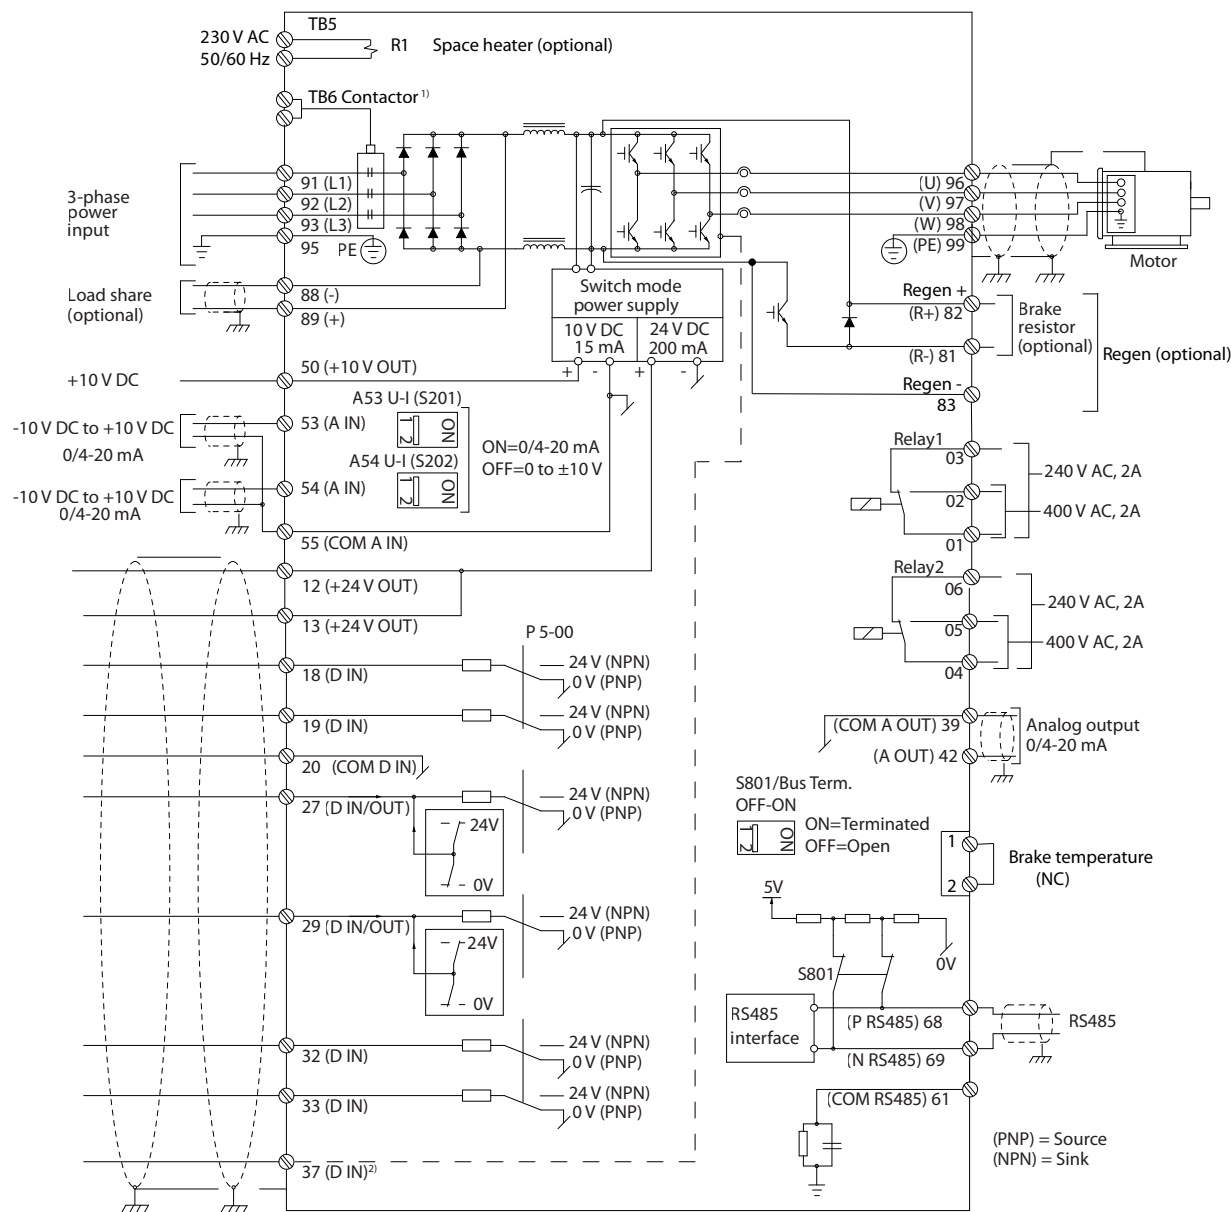 TB5
230 V AC
50/60 Hz
R1
Space heater (optional)
TB6 Contactor 1)
3-phase
power
input
91 (L1)
92 (L2)
93 (L3)
95
PE
(U) 96
(V) 97
(W) 98
(PE) 99
Motor
Load share
(optional)
88 (-)
89 (+)
Switch mode
power supply
10 V DC
15 mA
24 V DC
200 mA
+
-
+
-
Regen +
(R+) 82
Brake
resistor
(optional)
(R-) 81
Regen -
83
Regen (optional)
+10 V DC
50 (+10 V OUT)
A53 U-I (S201)
1 2
ON
-10 V DC to +10 V DC
0/4-20 mA
53 (A IN)
A54 U-I (S202)
1 2
ON
ON=0/4-20 mA
OFF=0 to ±10 V
-10 V DC to +10 V DC
0/4-20 mA
54 (A IN)
55 (COM A IN)
12 (+24 V OUT)
13 (+24 V OUT)
Relay1
03
240 V AC, 2A
02
400 V AC, 2A
01
Relay2
06
240 V AC, 2A
05
400 V AC, 2A
04
P 5-00
18 (D IN)
24 V (NPN)
0 V (PNP)
19 (D IN)
24 V (NPN)
0 V (PNP)
20 (COM D IN)
27 (D IN/OUT)
24 V (NPN)
0 V (PNP)
24V
0V
29 (D IN/OUT)
24 V (NPN)
0 V (PNP)
24V
0V
32 (D IN)
24 V (NPN)
0 V (PNP)
33 (D IN)
24 V (NPN)
0 V (PNP)
37 (D IN) 2)
(COM A OUT) 39
(A OUT) 42
Analog output
0/4-20 mA
S801/Bus Term.
OFF-ON
1 2
ON
ON=Terminated
OFF=Open
1
2
Brake temperature
(NC)
5V
0V
S801
RS485
interface
(P RS485) 68
(N RS485) 69
RS485
(COM RS485) 61
(PNP) = Source
(NPN) = Sink